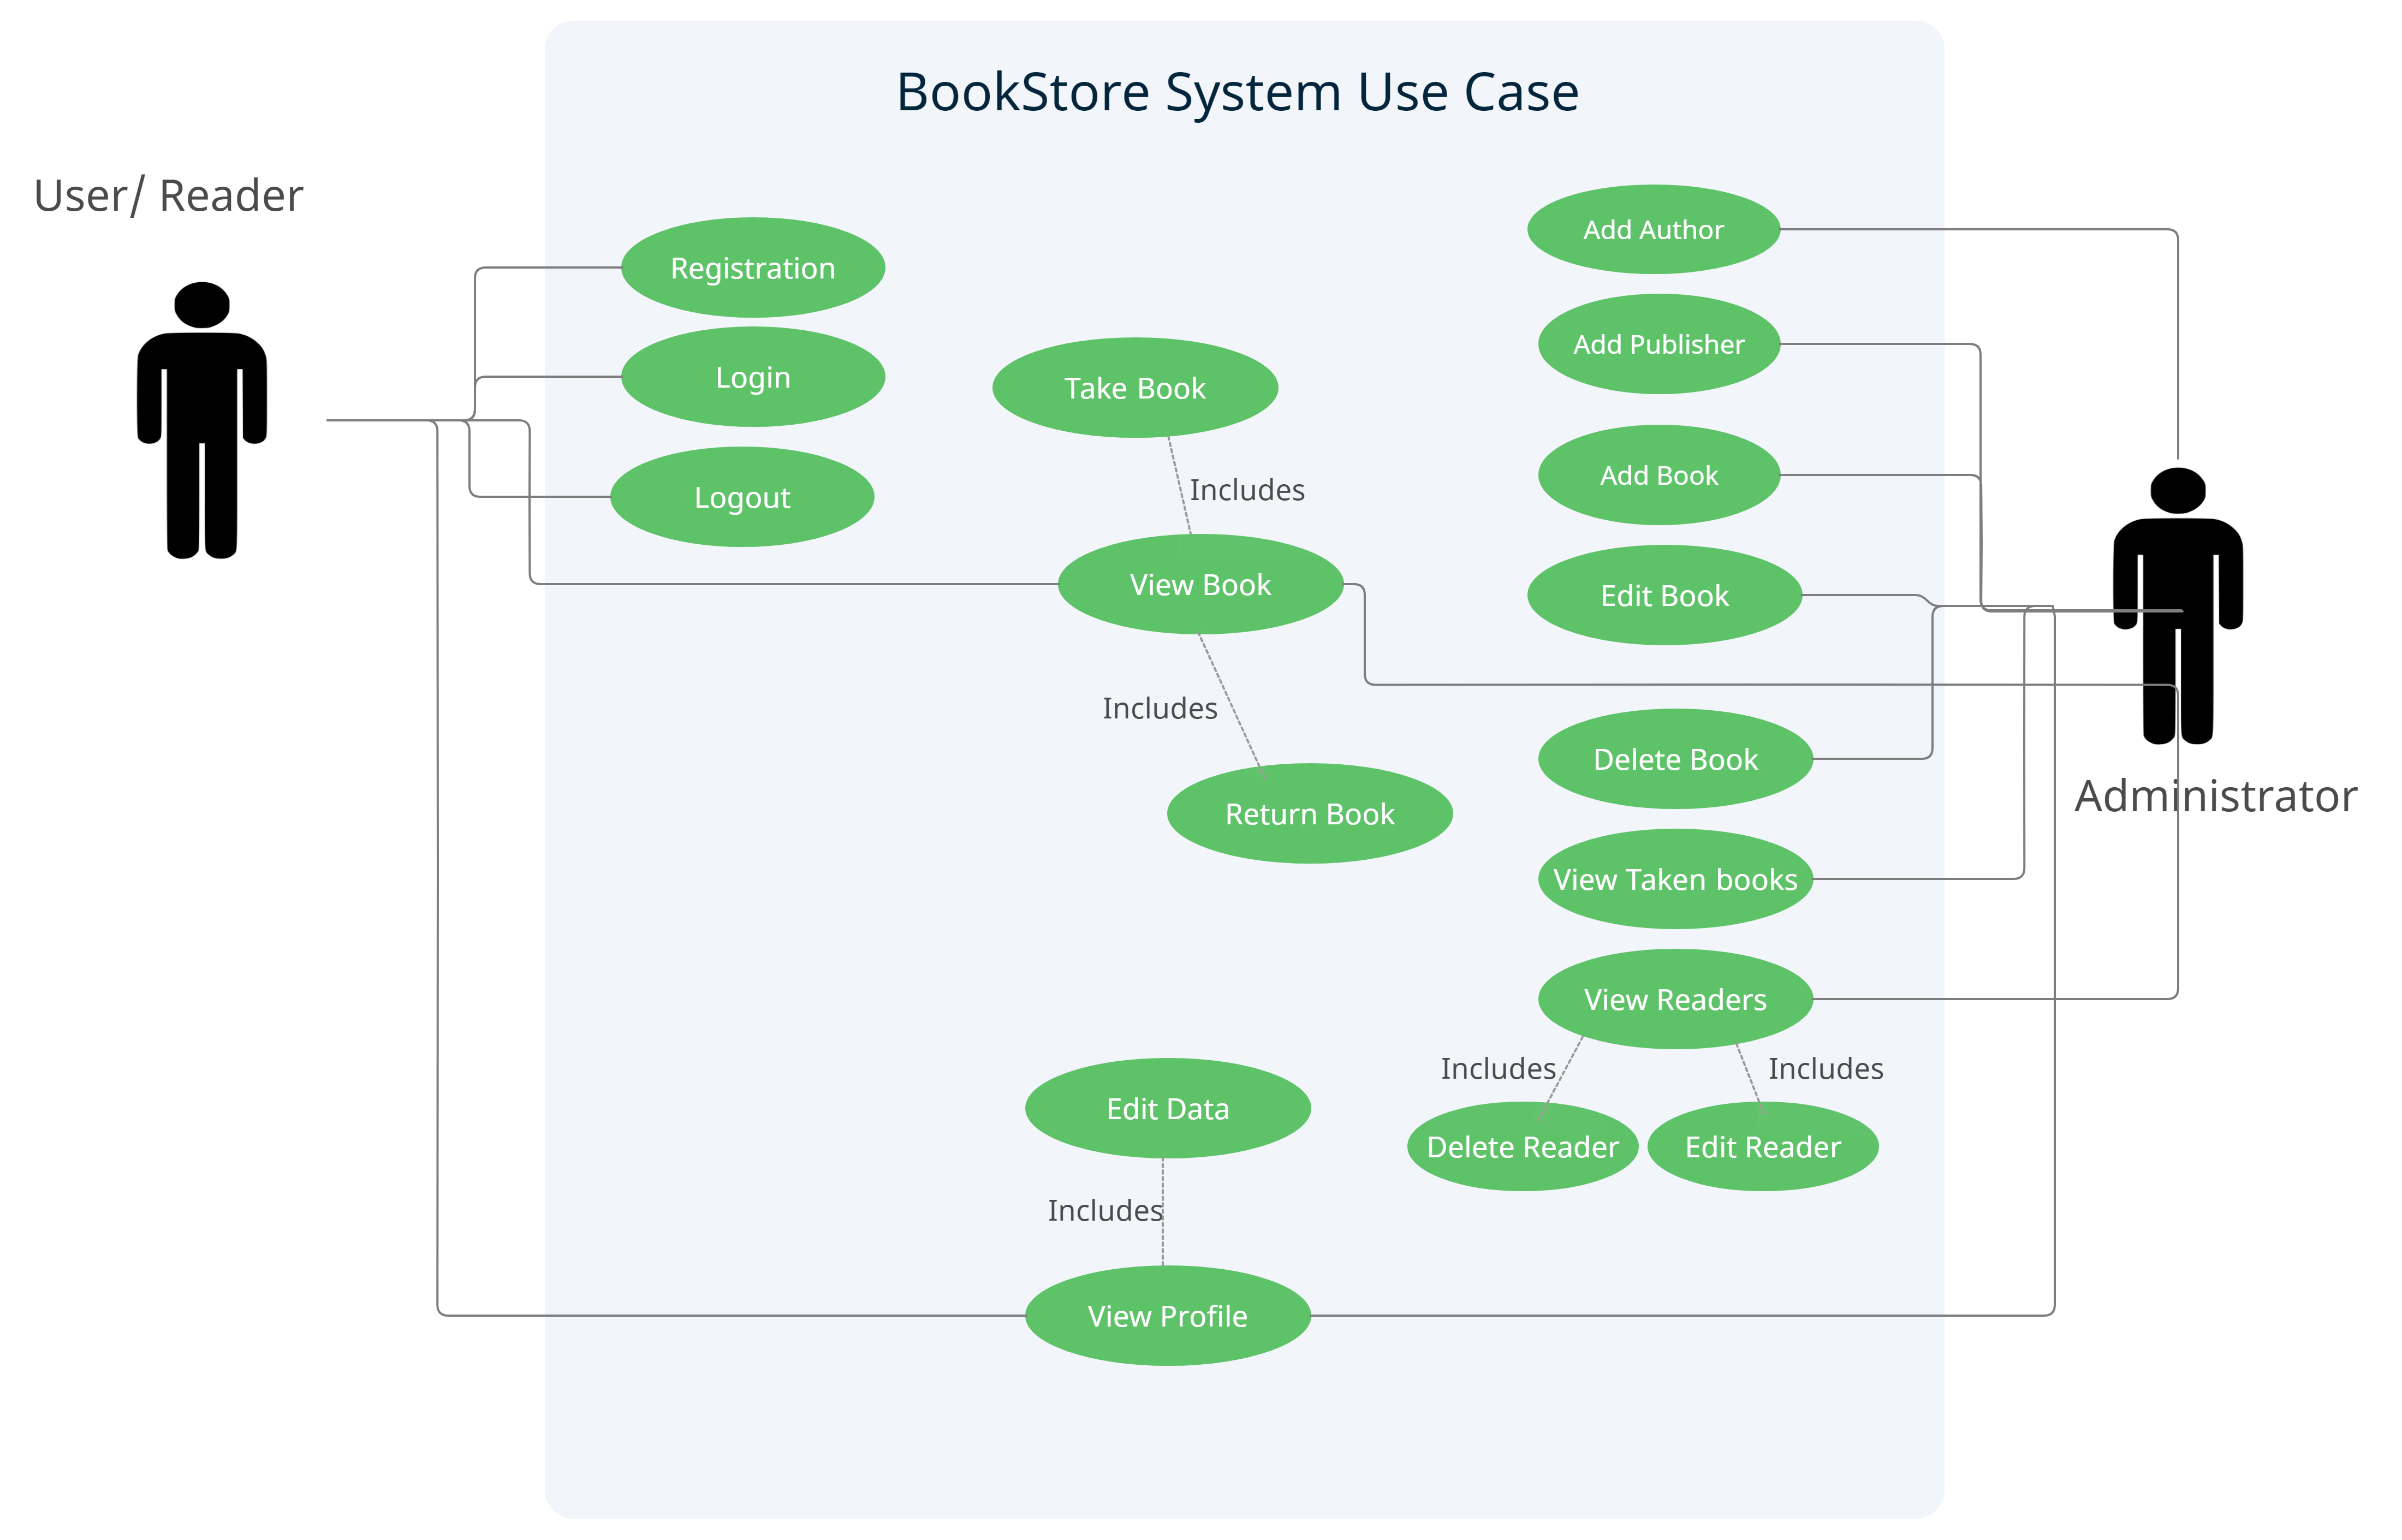 BookStore System Use Case
User/ Reader
Registration
Login
Logout
Take Book
Includes
View Book
Includes
Return Book
Edit Data
Includes
View Profile
Add Author
Add Publisher
Add Book
Edit Book
Delete Book
View Taken books
View Readers
Includes
Includes
Delete Reader
Edit Reader
Administrator